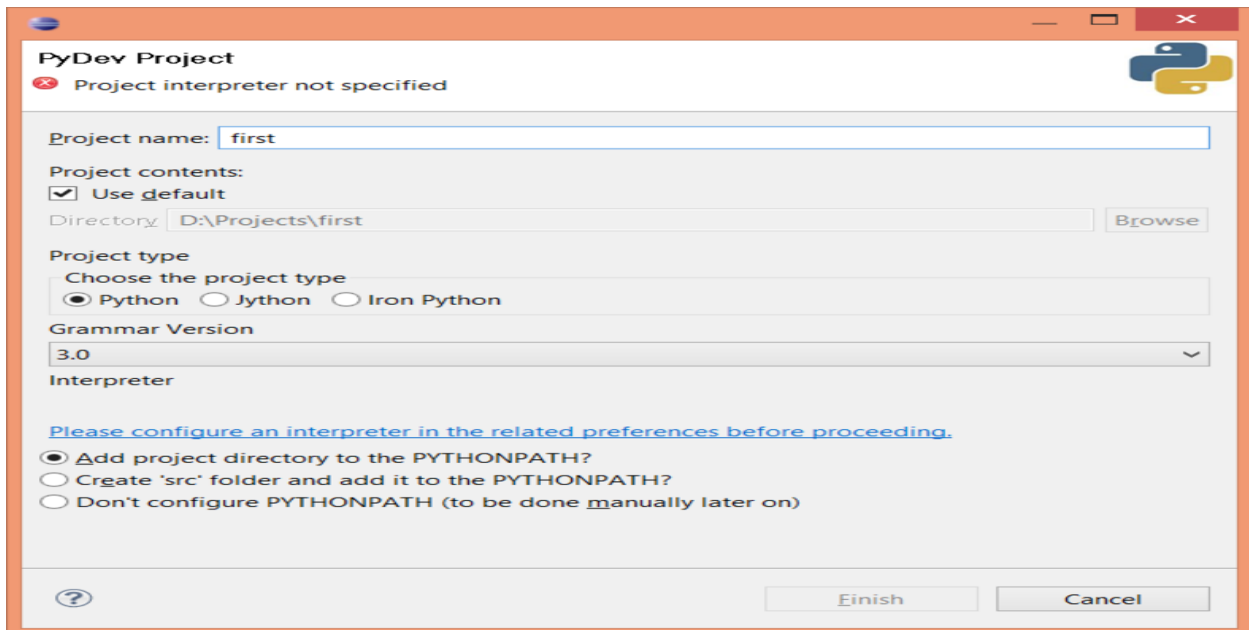 PyDev Project
Project interpreter not specified
Project name: first
Project contents:
Use default
Directory D:\Projects\first Browse
Project type
Choose the project type
Python Jython Iron Python
Grammar Version
3.0
Interpreter
Please configure an interpreter in the related preferences before proceeding.
Add project directory to the PYTHONPATH?
Create 'src' folder and add it to the PYTHONPATH?
Don't configure PYTHONPATH (to be done manually later on)
? Finish Cancel